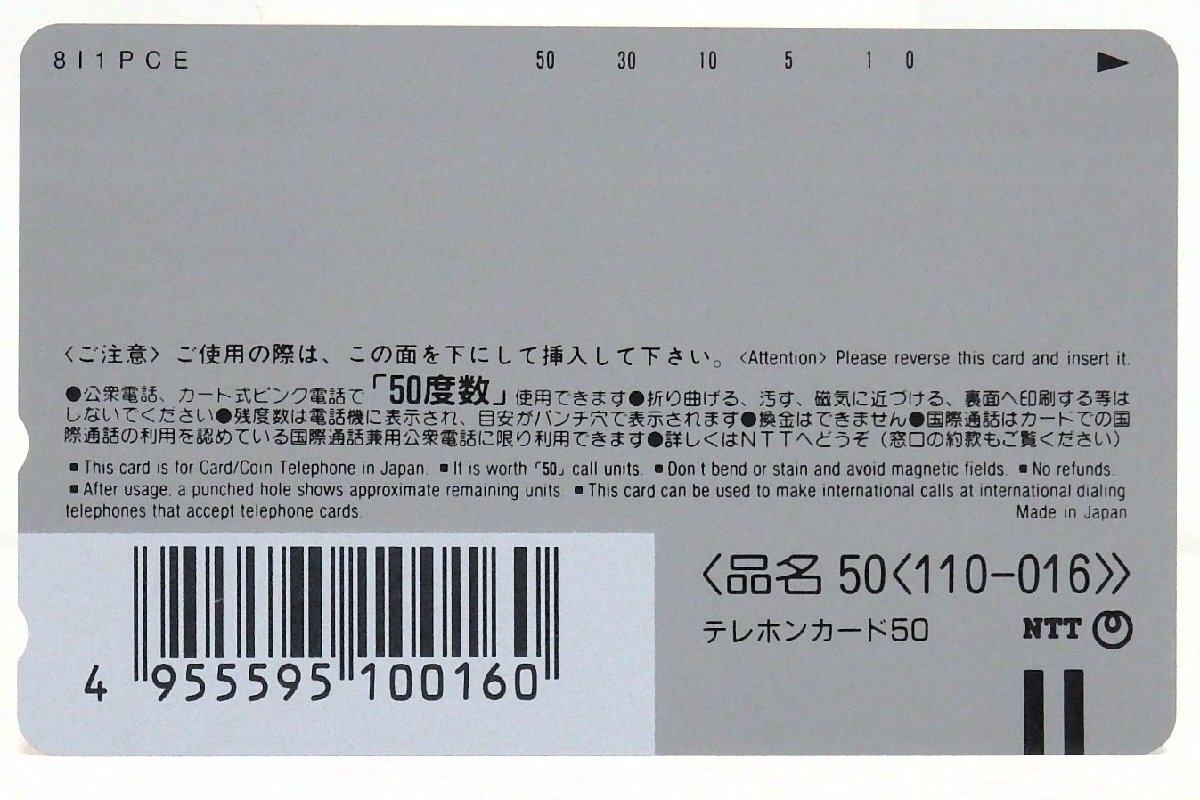 8I1PCE 50 30 10 5 1 0
〈ご注意〉ご使用の際は、この面を下にして挿入して下さい。〈Attention〉Please reverse this card and insert it.
●公衆電話、カート式ピンク電話で「50度数」使用できます●折り曲げる、汚す、磁気に近づける、裏面へ印刷する等は
しないでください●残度数は電話機に表示され、目安がパンチ穴で表示されます●換金はできません●国際通話はカードでの国
際通話の利用を認めている国際通話兼用公衆電話に限り利用できます●詳しくはNTTへどうぞ(窓口の約款もご覧ください)
■This card is for Card/Coin Telephone in Japan. ■It is worth「50」call units. ■Don't bend or stain and avoid magnetic fields. ■No refunds.
■After usage, a punched hole shows approximate remaining units. ■This card can be used to make international calls at international dialing
telephones that accept telephone cards. Made in Japan
〈品名 50〈110-016〉〉
テレホンカード50 NTT
4 955595 100160